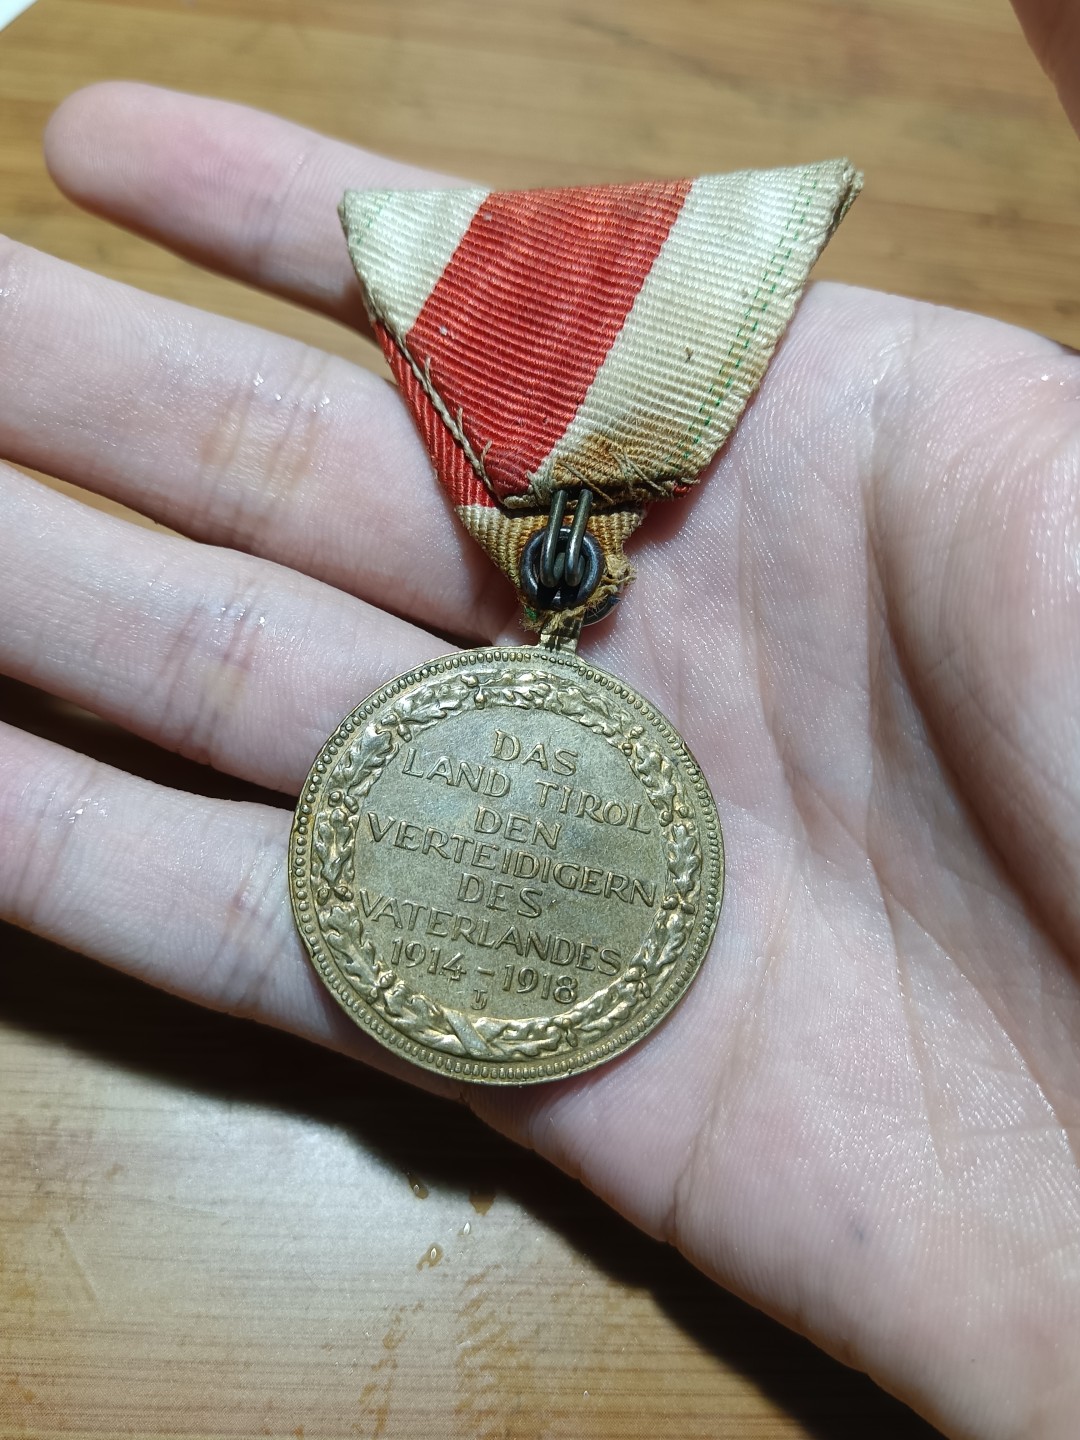 DAS
LAND TIROL
DEN
VERTEIDIGERN
DES
VATERLANDES
1914-1918